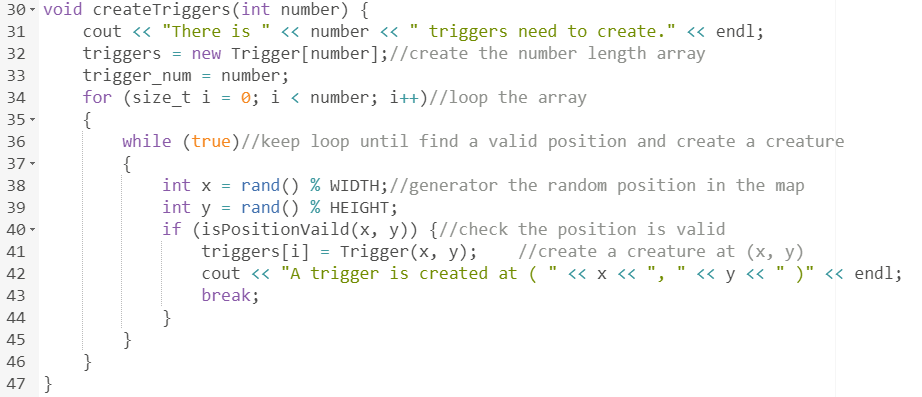 30 void createTriggers(int number) {
31     cout << "There is " << number << " triggers need to create." << endl;
32     triggers = new Trigger[number];//create the number length array
33     trigger_num = number;
34     for (size_t i = 0; i < number; i++)//loop the array
35     {
36         while (true)//keep loop until find a valid position and create a creature
37         {
38             int x = rand() % WIDTH;//generator the random position in the map
39             int y = rand() % HEIGHT;
40             if (isPositionVaild(x, y)) {//check the position is valid
41                 triggers[i] = Trigger(x, y);    //create a creature at (x, y)
42                 cout << "A trigger is created at ( " << x << ", " << y << " )" << endl;
43                 break;
44             }
45         }
46     }
47 }